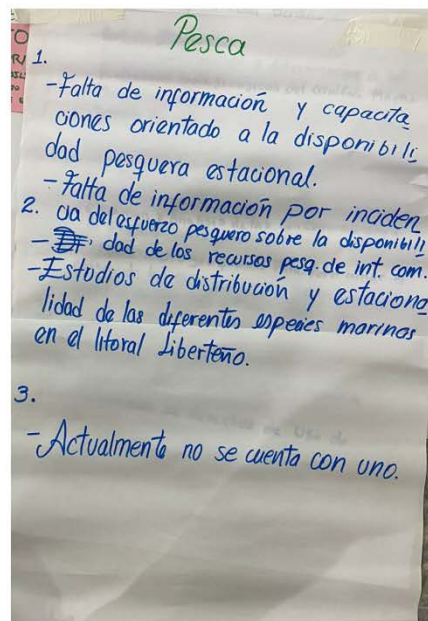 Pesca
1.
- Falta de información y capacita
ciones orientado a la disponibili
dad pesquera estacional.
- Falta de información por inciden
2. cia del esfuerzo pesquero sobre la disponibili
- dad de los recursos pesq. de int. com.
- Estudios de distribución y estaciona
lidad de las diferentes especies marinas
en el litoral Liberteño.
3.
- Actualmente no se cuenta con uno.